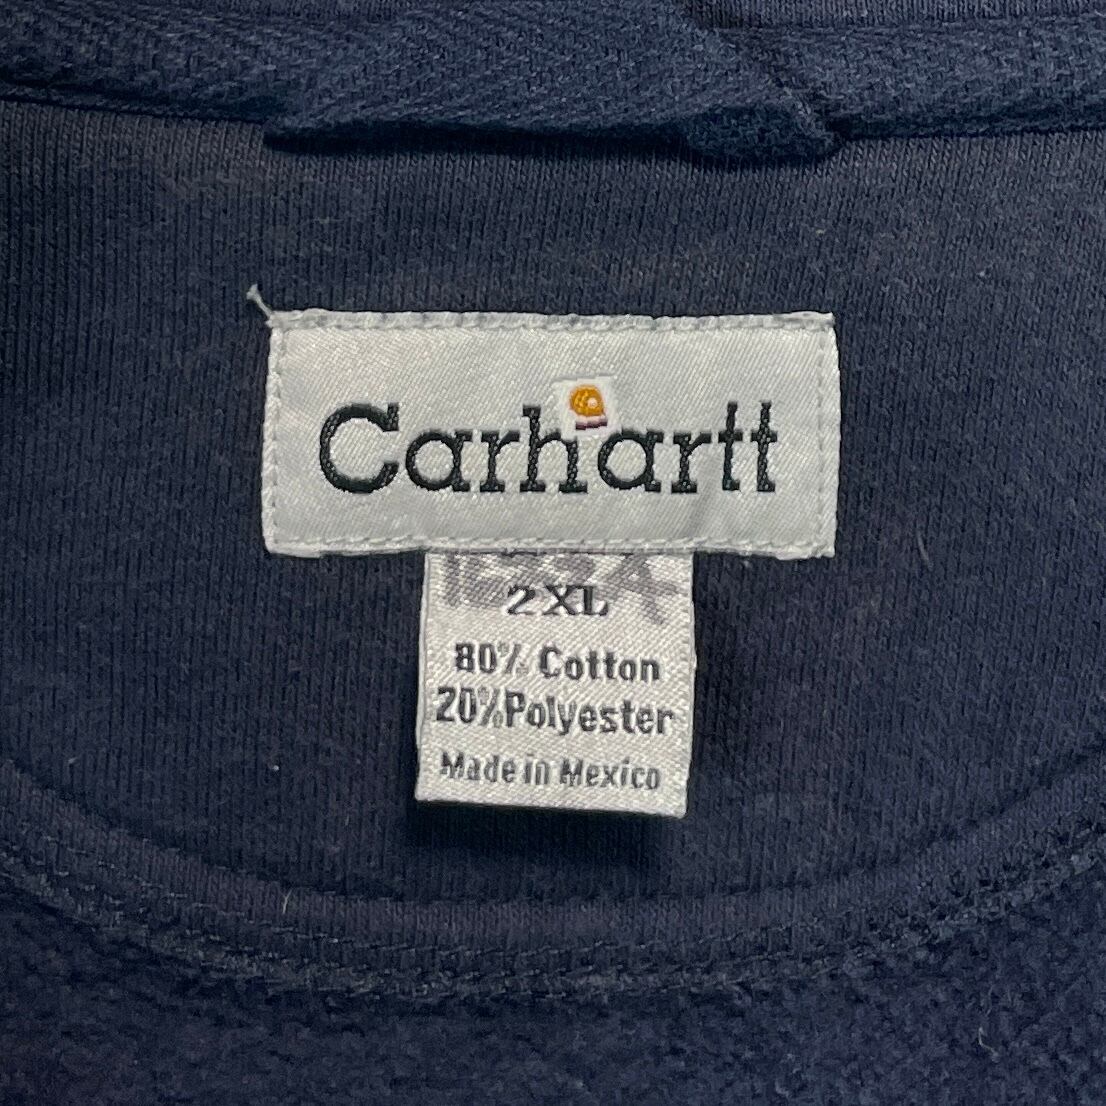 Carhartt
2XL
80% Cotton
20%Polyester
Made in Mexico